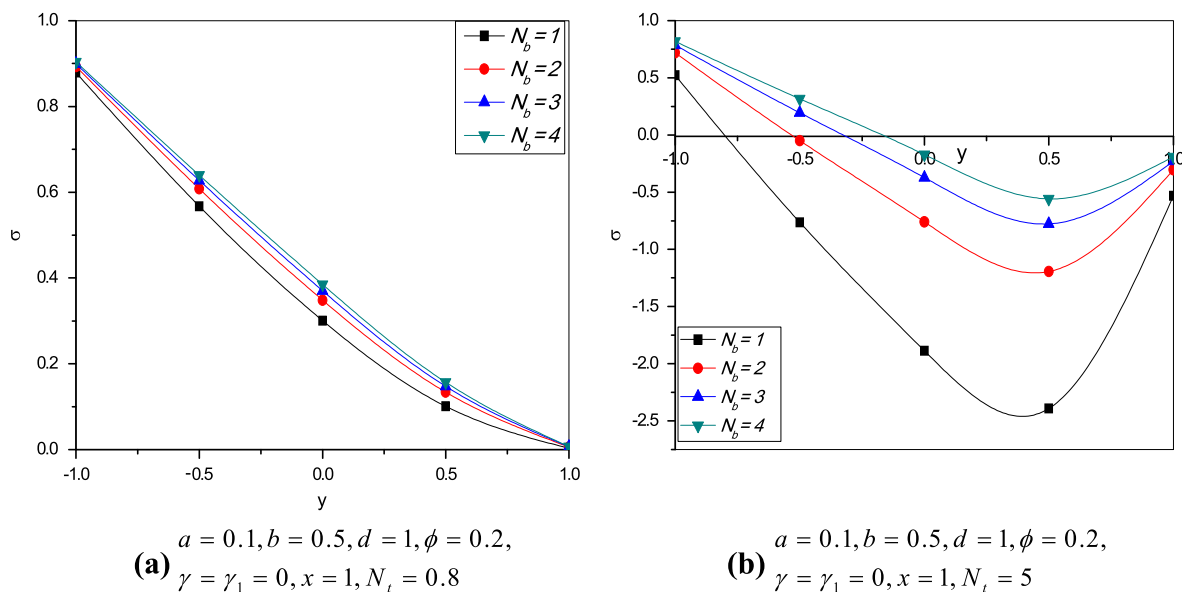 1.0
0.8
0.6
0.4
0.2
0.0
σ
-1.0 -0.5 0.0 0.5 1.0
y
N_b=1
N_b=2
N_b=3
N_b=4
(a)
a = 0.1, b = 0.5, d = 1, ϕ = 0.2,
γ = γ_1 = 0, x = 1, N_t = 0.8
1.0
0.5
0.0
-0.5
-1.0
-1.5
-2.0
-2.5
σ
-1.0 -0.5 0.0 0.5 1.0
y
N_b=1
N_b=2
N_b=3
N_b=4
(b)
a = 0.1, b = 0.5, d = 1, ϕ = 0.2,
γ = γ_1 = 0, x = 1, N_t = 5